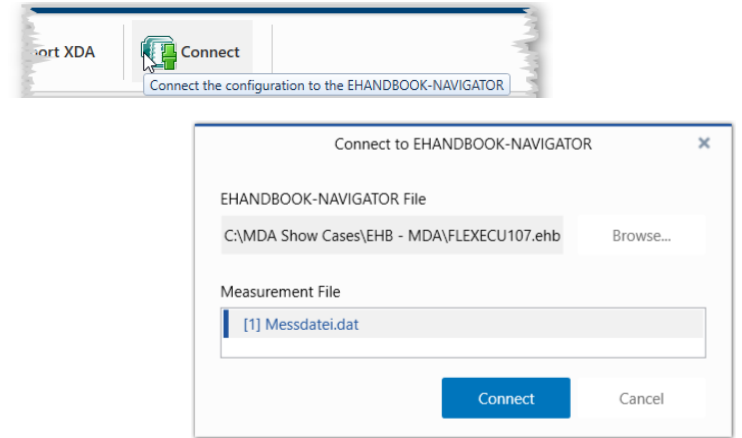 ort XDA
Connect
Connect the configuration to the EHANDBOOK-NAVIGATOR
Connect to EHANDBOOK-NAVIGATOR
EHANDBOOK-NAVIGATOR File
C:\MDA Show Cases\EHB - MDA\FLEXECU107.ehb
Browse...
Measurement File
[1] Messdatei.dat
Connect
Cancel